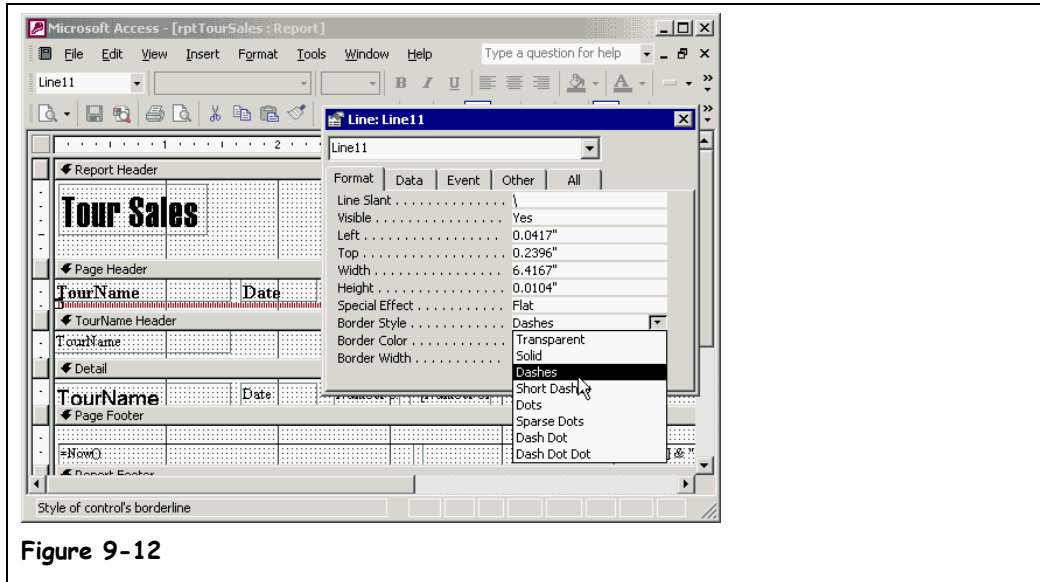 Microsoft Access - [rptTourSales : Report]
File Edit View Insert Format Tools Window Help Type a question for help
Line11
B I U A
1 2
Line: Line11
Line11
Format Data Event Other All
Line Slant . . . . . . . . . . . . . . \
Visible . . . . . . . . . . . . . . . . Yes
Left . . . . . . . . . . . . . . . . . . 0.0417"
Top . . . . . . . . . . . . . . . . . . 0.2396"
Width . . . . . . . . . . . . . . . . . 6.4167"
Height . . . . . . . . . . . . . . . . 0.0104"
Special Effect . . . . . . . . . . Flat
Border Style . . . . . . . . . . . . Dashes
Border Color . . . . . . . . . . . .
Border Width . . . . . . . . . . .
Transparent
Solid
Dashes
Short Dashes
Dots
Sparse Dots
Dash Dot
Dash Dot Dot
Report Header
Tour Sales
Page Header
TourName Date
TourName Header
TourName
Detail
TourName Date
Page Footer
=Now() ] & "
Report Footer
Style of control's borderline
Figure 9-12